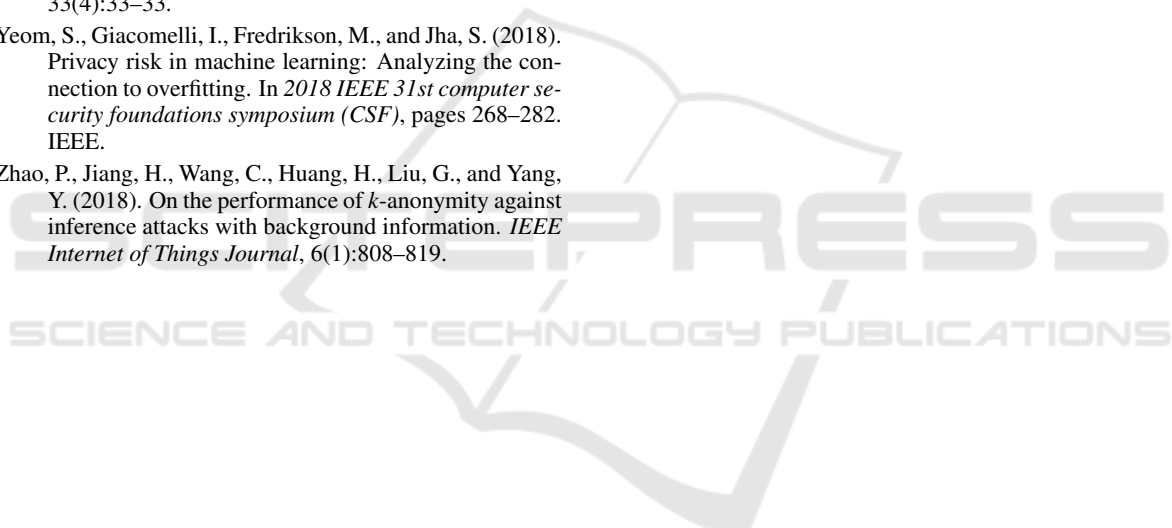 33(4):33–33.
Yeom, S., Giacomelli, I., Fredrikson, M., and Jha, S. (2018).
Privacy risk in machine learning: Analyzing the con-
nection to overfitting. In 2018 IEEE 31st computer se-
curity foundations symposium (CSF), pages 268–282.
IEEE.
Zhao, P., Jiang, H., Wang, C., Huang, H., Liu, G., and Yang,
Y. (2018). On the performance of k-anonymity against
inference attacks with background information. IEEE
Internet of Things Journal, 6(1):808–819.
SCITEPRESS
SCIENCE AND TECHNOLOGY PUBLICATIONS